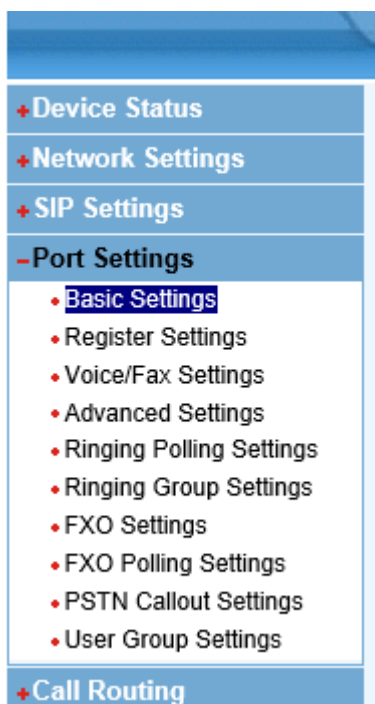 +Device Status
+Network Settings
+SIP Settings
-Port Settings
• Basic Settings
• Register Settings
• Voice/Fax Settings
• Advanced Settings
• Ringing Polling Settings
• Ringing Group Settings
• FXO Settings
• FXO Polling Settings
• PSTN Callout Settings
• User Group Settings
+Call Routing